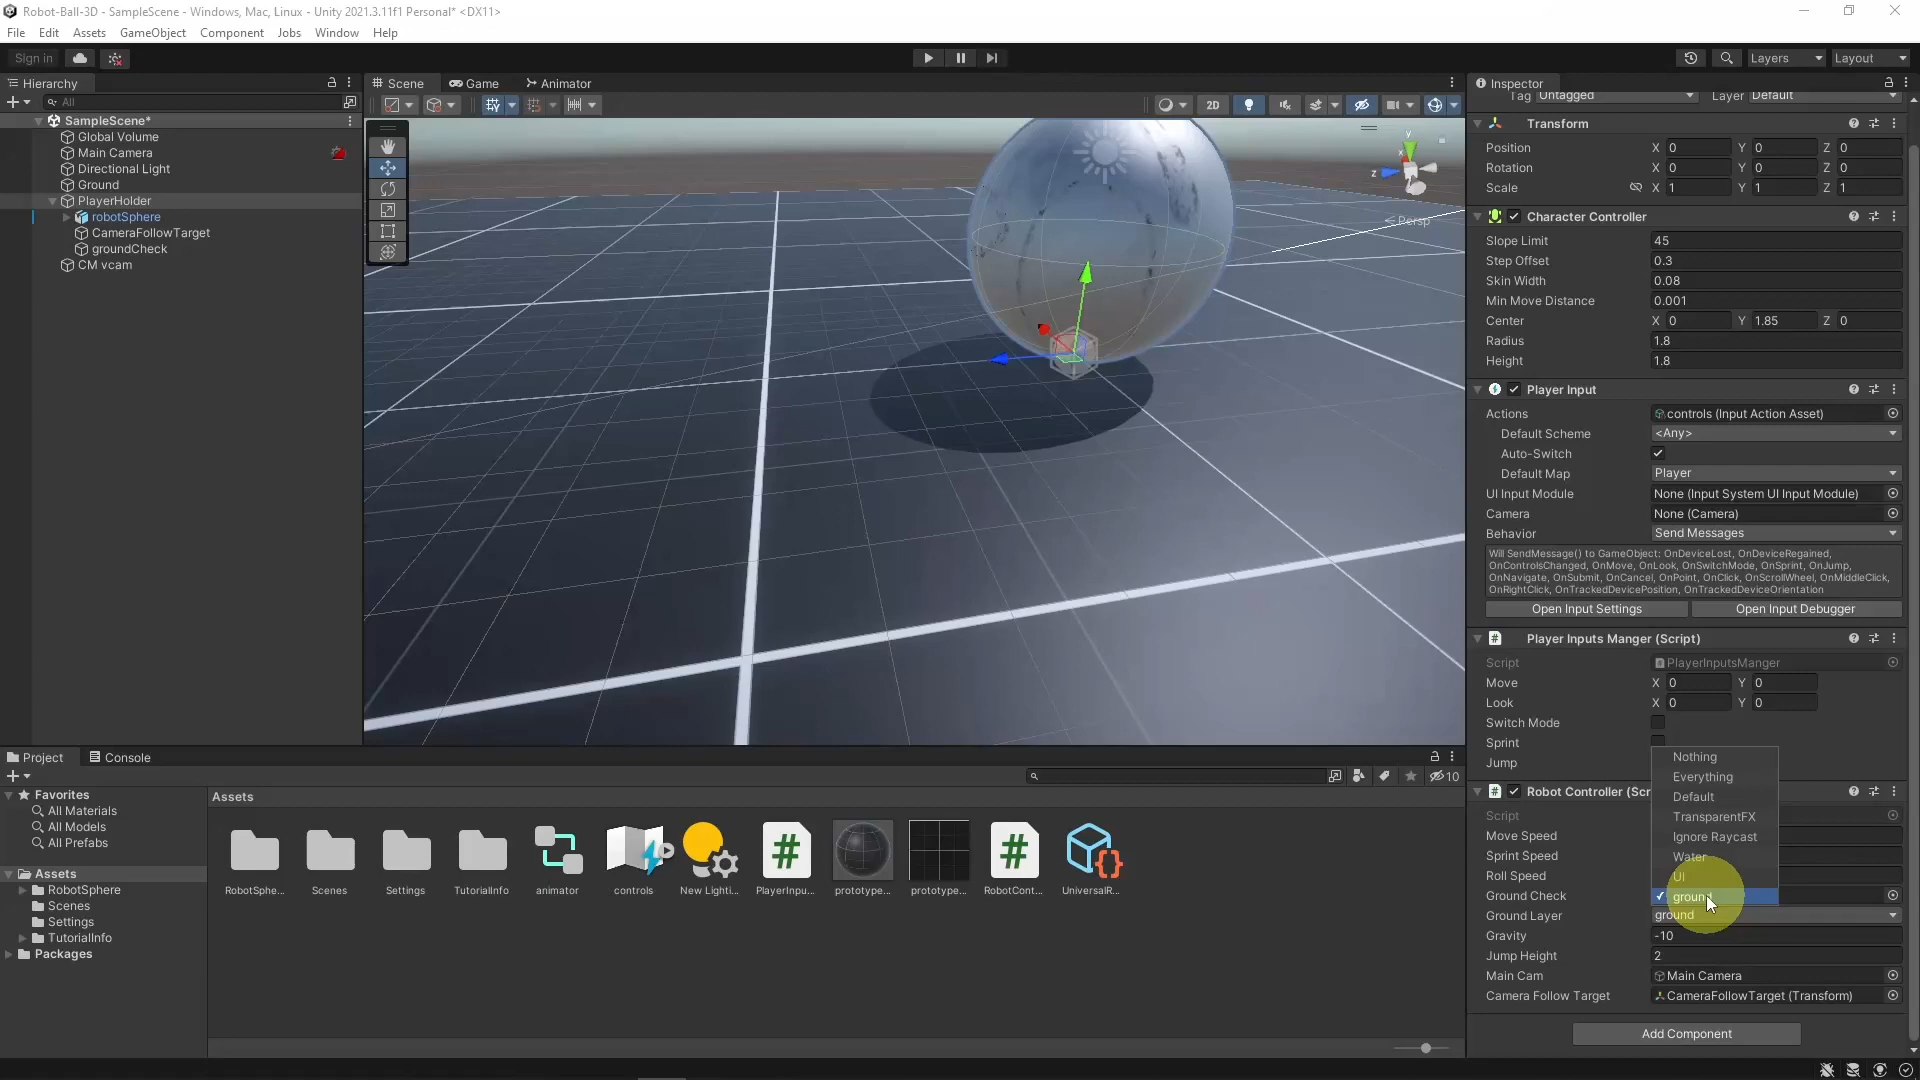 Robot-Ball-3D - SampleScene - Windows, Mac, Linux - Unity 2021.3.11f1 Personal* <DX11>
File Edit Assets GameObject Component Jobs Window Help
Sign in Layers Layout
Hierarchy
All
SampleScene*
Global Volume
Main Camera
Directional Light
Ground
PlayerHolder
robotSphere
CameraFollowTarget
groundCheck
CM vcam
Scene Game Animator
2D
y
x
z
Persp
Inspector
Tag Untagged Layer Default
Transform
Position X 0 Y 0 Z 0
Rotation X 0 Y 0 Z 0
Scale X 1 Y 1 Z 1
Character Controller
Slope Limit 45
Step Offset 0.3
Skin Width 0.08
Min Move Distance 0.001
Center X 0 Y 1.85 Z 0
Radius 1.8
Height 1.8
Player Input
Actions controls (Input Action Asset)
Default Scheme <Any>
Auto-Switch
Default Map Player
UI Input Module None (Input System UI Input Module)
Camera None (Camera)
Behavior Send Messages
Will SendMessage() to GameObject: OnDeviceLost, OnDeviceRegained,
OnControlsChanged, OnMove, OnLook, OnSwitchMode, OnSprint, OnJump,
OnNavigate, OnSubmit, OnCancel, OnPoint, OnClick, OnScrollWheel, OnMiddleClick,
OnRightClick, OnTrackedDevicePosition, OnTrackedDeviceOrientation
Open Input Settings Open Input Debugger
Player Inputs Manger (Script)
Script PlayerInputsManger
Move X 0 Y 0
Look X 0 Y 0
Switch Mode
Sprint
Jump
Robot Controller (Scr
Script
Move Speed
Sprint Speed
Roll Speed
Ground Check
Ground Layer ground
Gravity -10
Jump Height 2
Main Cam Main Camera
Camera Follow Target CameraFollowTarget (Transform)
Add Component
Nothing
Everything
Default
TransparentFX
Ignore Raycast
Water
UI
ground
Project Console
10
Favorites
All Materials
All Models
All Prefabs
Assets
RobotSphere
Scenes
Settings
TutorialInfo
Packages
Assets
RobotSphe... Scenes Settings TutorialInfo animator controls New Lighti... PlayerInpu... prototype... prototype... RobotCont... UniversalR...